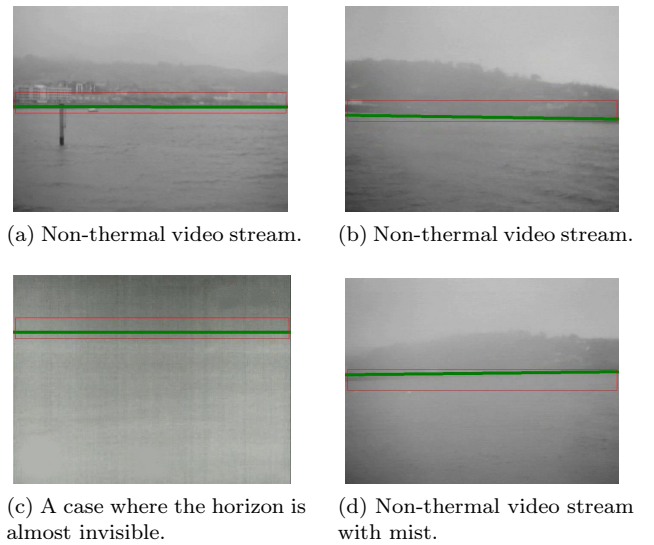 (a) Non-thermal video stream.
(b) Non-thermal video stream.
(c) A case where the horizon is
almost invisible.
(d) Non-thermal video stream
with mist.